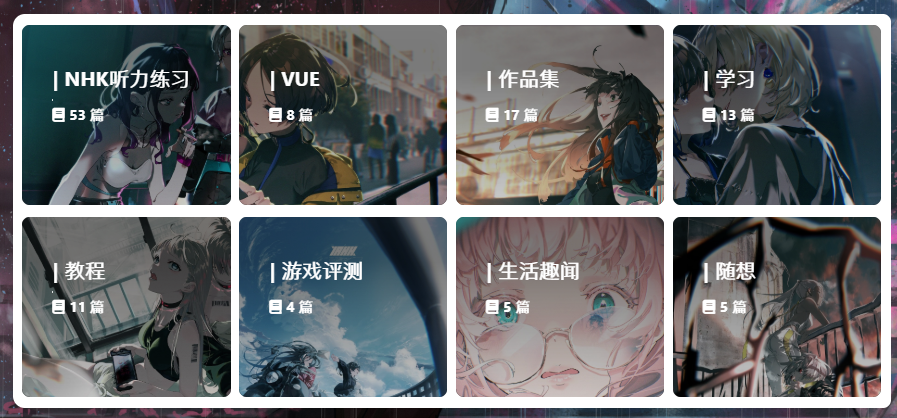 | NHK听力练习
53 篇
| VUE
8 篇
| 作品集
17 篇
| 学习
13 篇
| 教程
11 篇
| 游戏评测
4 篇
| 生活趣闻
5 篇
| 随想
5 篇